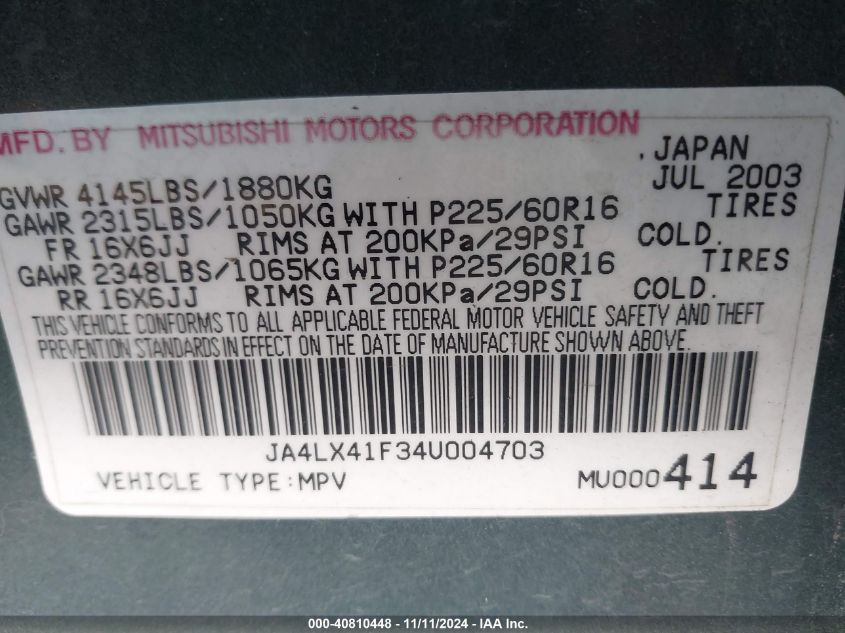 MFD. BY MITSUBISHI MOTORS CORPORATION
. JAPAN
GVWR 4145LBS/1880KG JUL 2003
GAWR 2315LBS/1050KG WITH P225/60R16 TIRES
FR 16X6JJ RIMS AT 200KPa/29PSI COLD.
GAWR 2348LBS/1065KG WITH P225/60R16 TIRES
RR 16X6JJ RIMS AT 200KPa/29PSI COLD.
THIS VEHICLE CONFORMS TO ALL APPLICABLE FEDERAL MOTOR VEHICLE SAFETY AND THEFT
PREVENTION STANDARDS IN EFFECT ON THE DATE OF MANUFACTURE SHOWN ABOVE.
JA4LX41F34U004703
VEHICLE TYPE:MPV MU000414
000-40810448 - 11/11/2024 - IAA Inc.